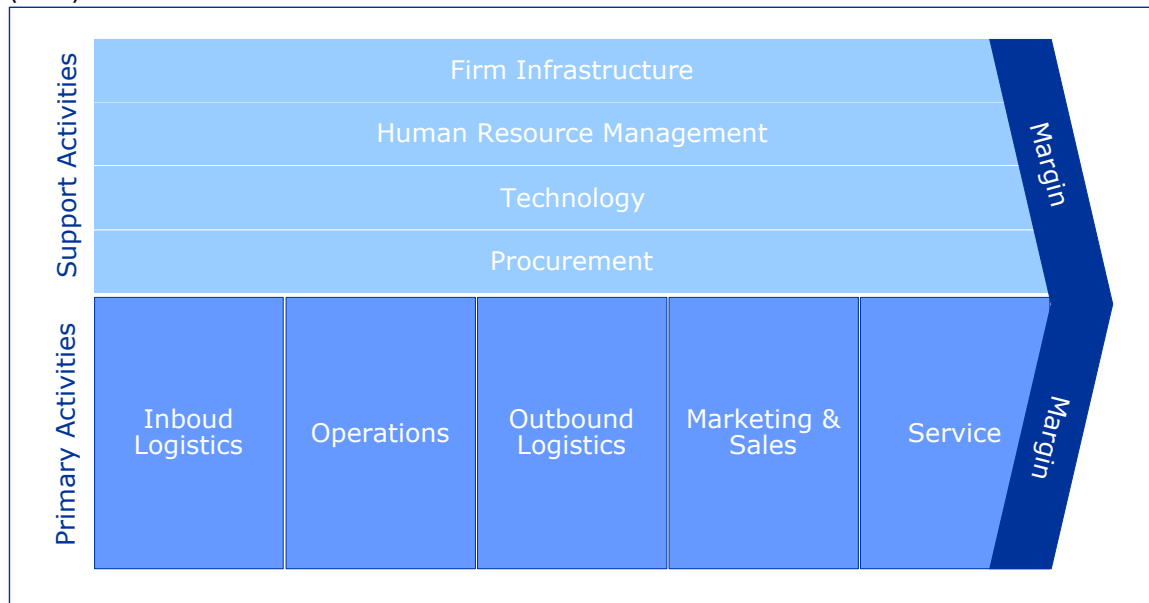 Support Activities
Firm Infrastructure
Human Resource Management
Technology
Procurement
Margin
Primary Activities
Inboud
Logistics
Operations
Outbound
Logistics
Marketing &
Sales
Service
Margin